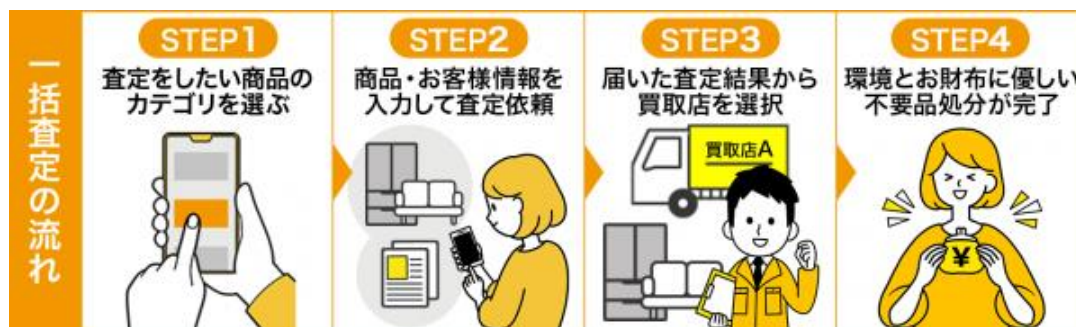 一括査定の流れ
STEP1
査定をしたい商品の
カテゴリを選ぶ
STEP2
商品・お客様情報を
入力して査定依頼
STEP3
届いた査定結果から
買取店を選択
買取店A
STEP4
環境とお財布に優しい
不要品処分が完了
¥